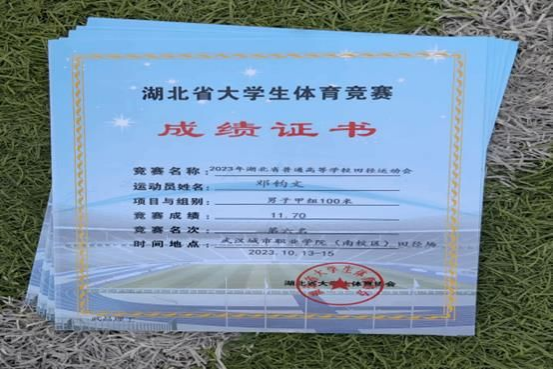 湖北省大学生体育竞赛
成绩证书
竞赛名称：2023年湖北省普通高等学校田径运动会
运动员姓名：邓钧文
项目与组别：男子甲组100米
竞赛成绩：11.70
竞赛名次：第六名
时间地点：武汉城市职业学院（南校区）田径场
2023.10.13-15
湖北省大学生体育协会